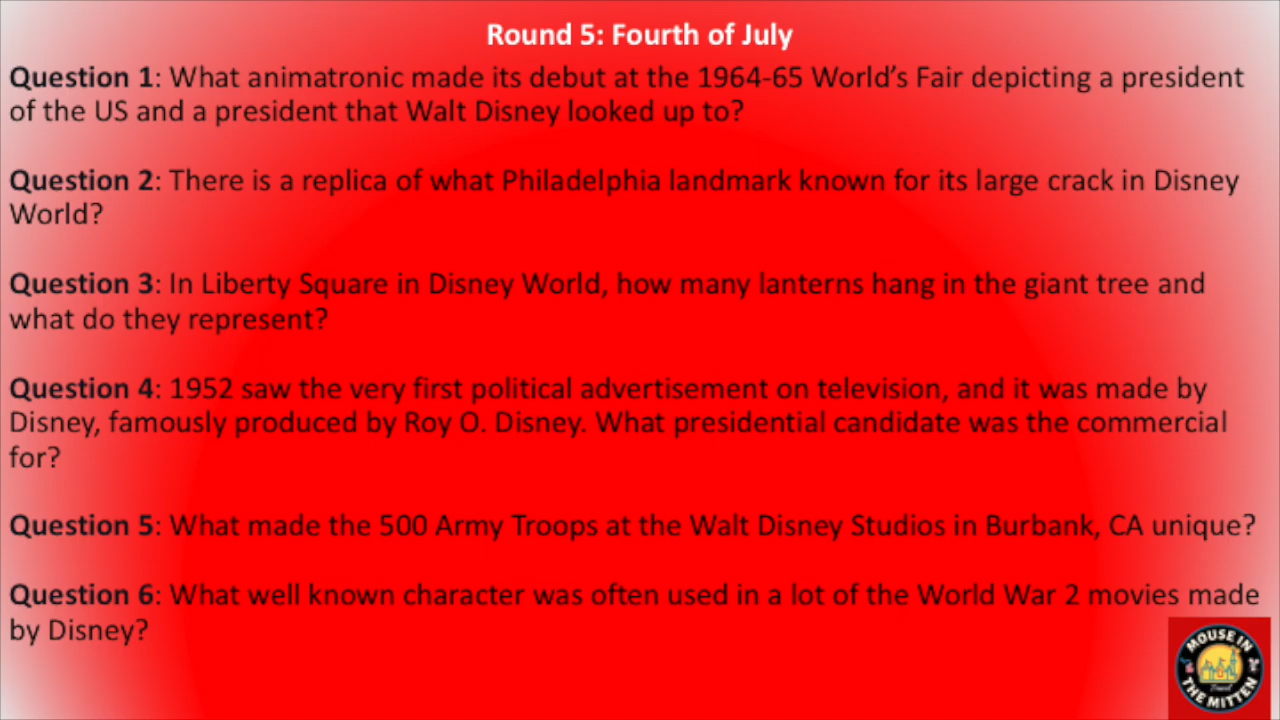 Round 5: Fourth of July
Question 1: What animatronic made its debut at the 1964-65 World’s Fair depicting a president
of the US and a president that Walt Disney looked up to?
Question 2: There is a replica of what Philadelphia landmark known for its large crack in Disney
World?
Question 3: In Liberty Square in Disney World, how many lanterns hang in the giant tree and
what do they represent?
Question 4: 1952 saw the very first political advertisement on television, and it was made by
Disney, famously produced by Roy O. Disney. What presidential candidate was the commercial
for?
Question 5: What made the 500 Army Troops at the Walt Disney Studios in Burbank, CA unique?
Question 6: What well known character was often used in a lot of the World War 2 movies made
by Disney?
MOUSE IN
Travel
THE MITTEN